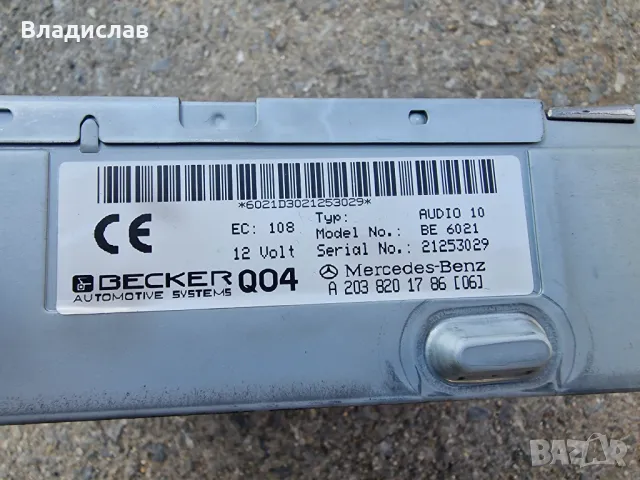 Владислав
*6021D3021253029*
CE
EC: 108 Typ: AUDIO 10
Model No.: BE 6021
12 Volt Serial No.: 21253029
BECKER Q04 Mercedes-Benz
AUTOMOTIVE SYSTEMS A 203 820 17 86 [06]
BAZAR